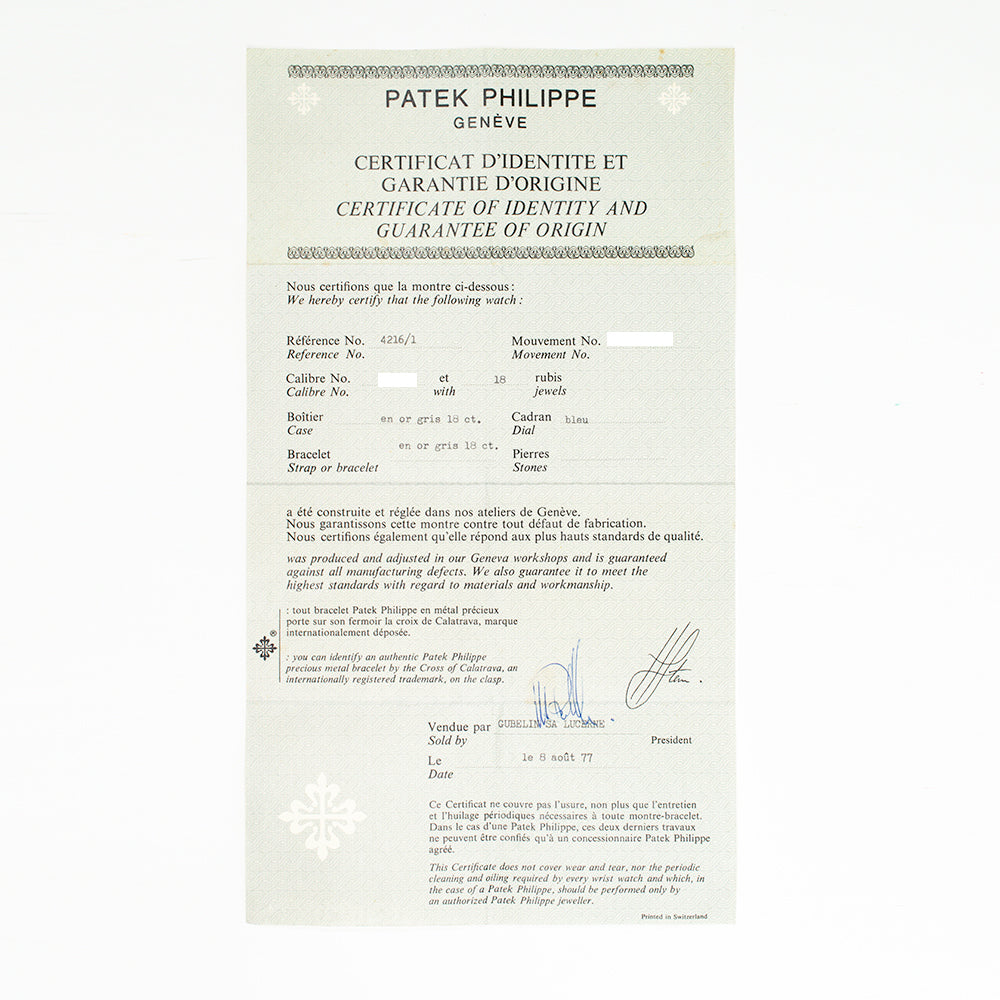 PATEK PHILIPPE
GENÈVE
CERTIFICAT D'IDENTITE ET
GARANTIE D'ORIGINE
CERTIFICATE OF IDENTITY AND
GUARANTEE OF ORIGIN
Nous certifions que la montre ci-dessous :
We hereby certify that the following watch :
Référence No. 4216/1 Mouvement No.
Reference No. Movement No.
Calibre No. et 18 rubis
Calibre No. with jewels
Boîtier en or gris 18 ct. Cadran bleu
Case Dial
en or gris 18 ct.
Bracelet Pierres
Strap or bracelet Stones
a été construite et réglée dans nos ateliers de Genève.
Nous garantissons cette montre contre tout défaut de fabrication.
Nous certifions également qu'elle répond aux plus hauts standards de qualité.
was produced and adjusted in our Geneva workshops and is guaranteed
against all manufacturing defects. We also guarantee it to meet the
highest standards with regard to materials and workmanship.
: tout bracelet Patek Philippe en métal précieux
porte sur son fermoir la croix de Calatrava, marque
internationalement déposée.
®
: you can identify an authentic Patek Philippe
precious metal bracelet by the Cross of Calatrava, an
internationally registered trademark, on the clasp.
Vendue par GUBELIN SA LUCERNE
Sold by President
Le le 8 août 77
Date
Ce Certificat ne couvre pas l'usure, non plus que l'entretien
et l'huilage périodiques nécessaires à toute montre-bracelet.
Dans le cas d'une Patek Philippe, ces deux derniers travaux
ne peuvent être confiés qu'à un concessionnaire Patek Philippe
agréé.
This Certificate does not cover wear and tear, nor the periodic
cleaning and oiling required by every wrist watch and which, in
the case of a Patek Philippe, should be performed only by
an authorized Patek Philippe jeweller.
Printed in Switzerland